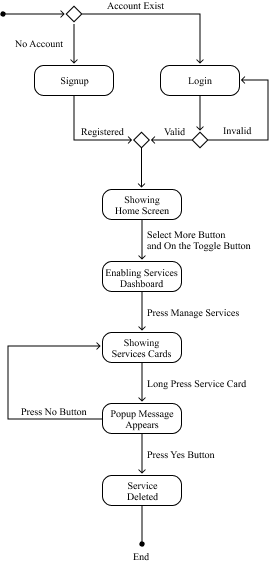 Account Exist
No Account
Signup
Login
Registered
Valid
Invalid
Showing
Home Screen
Select More Button
and On the Toggle Button
Enabling Services
Dashboard
Press Manage Services
Showing
Services Cards
Long Press Service Card
Press No Button
Popup Message
Appears
Press Yes Button
Service
Deleted
End